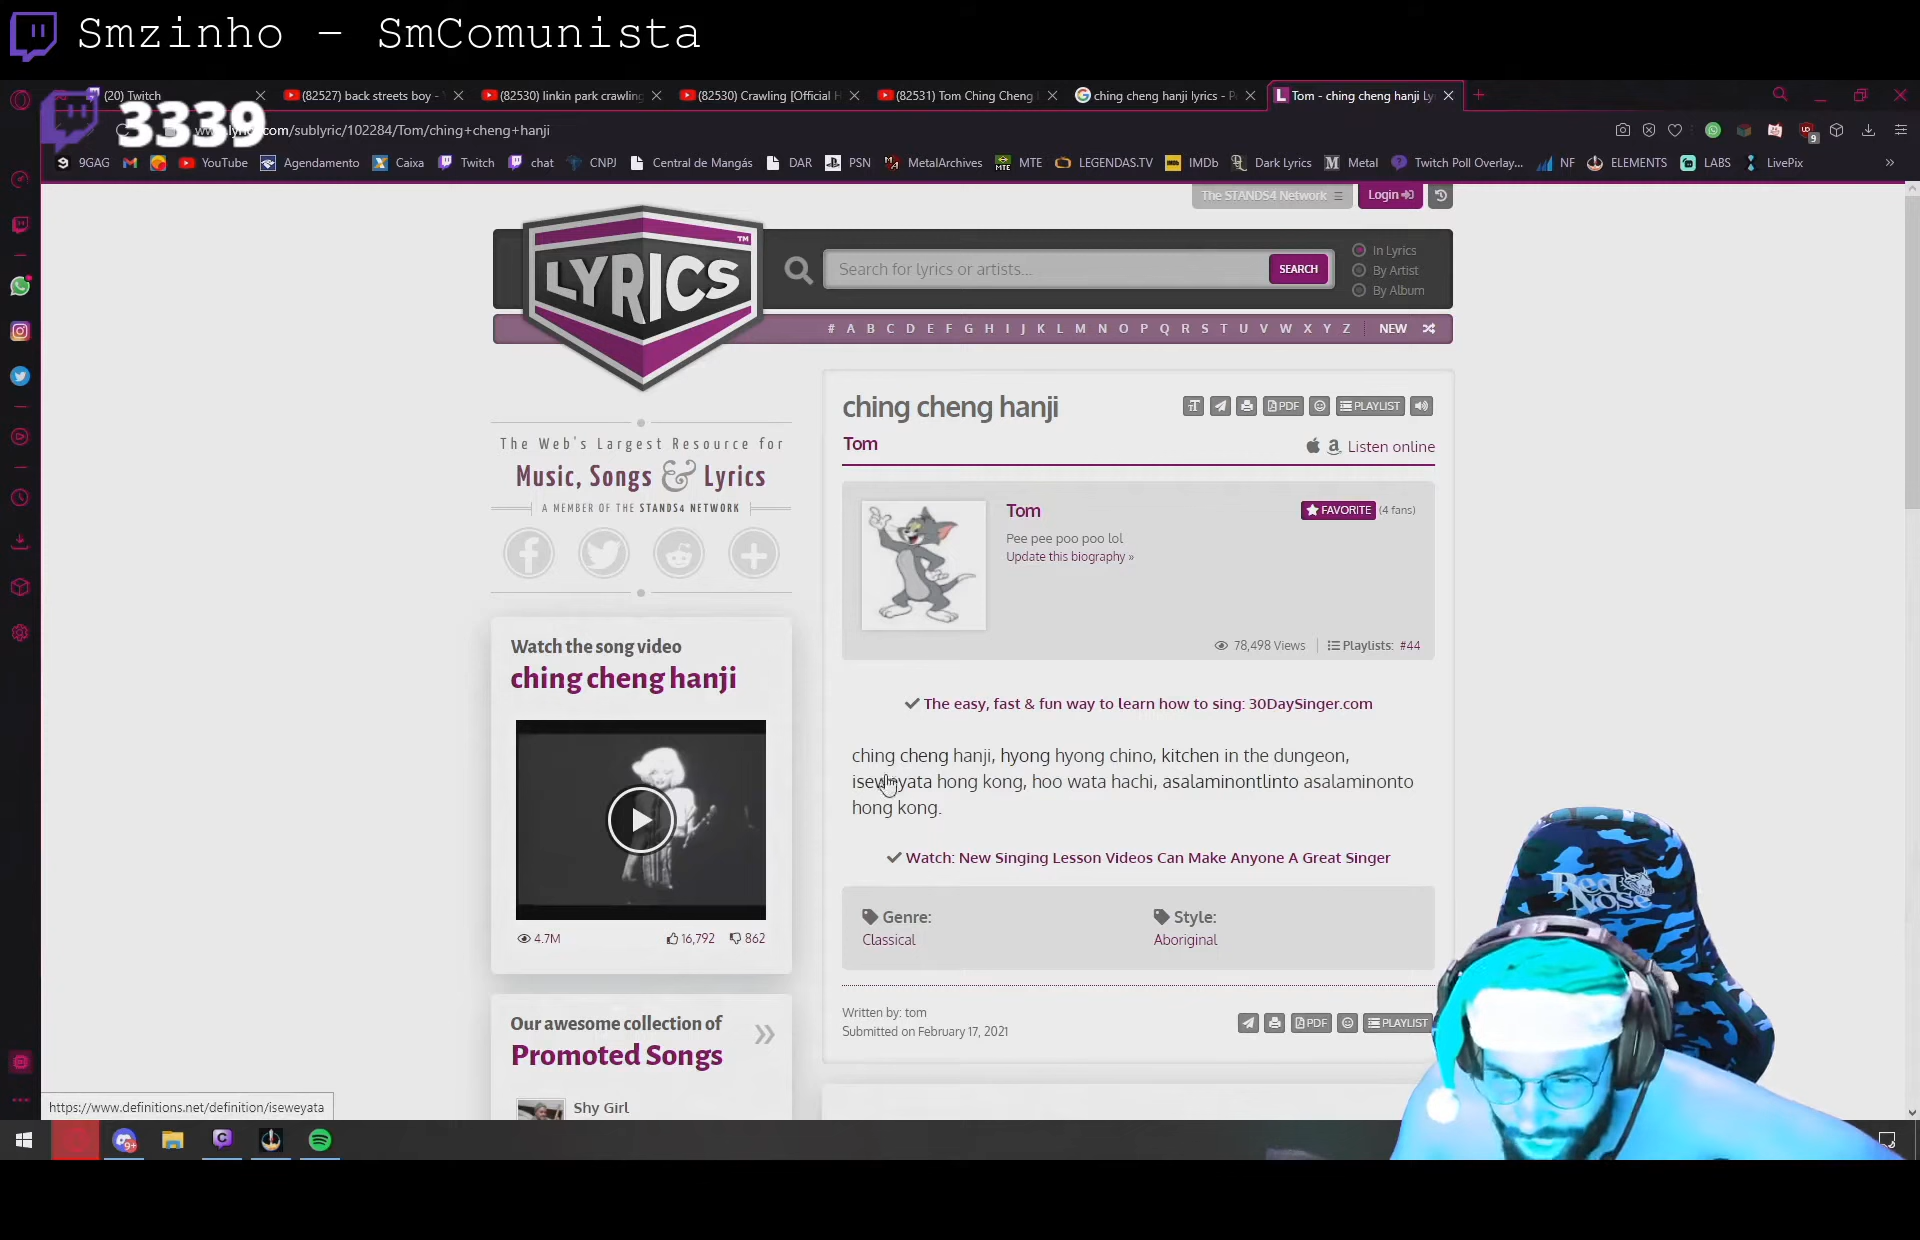 Smzinho - SmComunista
(20) Twitch
(82527) back streets boy -
(82530) linkin park crawling
(82530) Crawling [Official H
(82531) Tom Ching Cheng
ching cheng hanji lyrics - P
Tom - ching cheng hanji Ly
3339
.com/sublyric/102284/Tom/ching+cheng+hanji
9
9GAG
YouTube
Agendamento
Caixa
Twitch
chat
CNPJ
Central de Mangás
DAR
PSN
MetalArchives
MTE
LEGENDAS.TV
IMDb
Dark Lyrics
Metal
Twitch Poll Overlay...
NF
ELEMENTS
LABS
LivePix
The STANDS4 Network
Login
LYRICS
TM
Search for lyrics or artists...
SEARCH
In Lyrics
By Artist
By Album
# A B C D E F G H I J K L M N O P Q R S T U V W X Y Z NEW
The Web's Largest Resource for
Music, Songs & Lyrics
A MEMBER OF THE STANDS4 NETWORK
ching cheng hanji
PDF
PLAYLIST
Tom
Listen online
Tom
FAVORITE (4 fans)
Pee pee poo poo lol
Update this biography »
78,498 Views
Playlists: #44
Watch the song video
ching cheng hanji
4.7M
16,792
862
The easy, fast & fun way to learn how to sing: 30DaySinger.com
ching cheng hanji, hyong hyong chino, kitchen in the dungeon,
iseweyata hong kong, hoo wata hachi, asalaminontlinto asalaminonto
hong kong.
Watch: New Singing Lesson Videos Can Make Anyone A Great Singer
Genre:
Classical
Style:
Aboriginal
Written by: tom
Submitted on February 17, 2021
PDF
PLAYLIST
Our awesome collection of
Promoted Songs
Shy Girl
https://www.definitions.net/definition/iseweyata
9+
RED NOSE